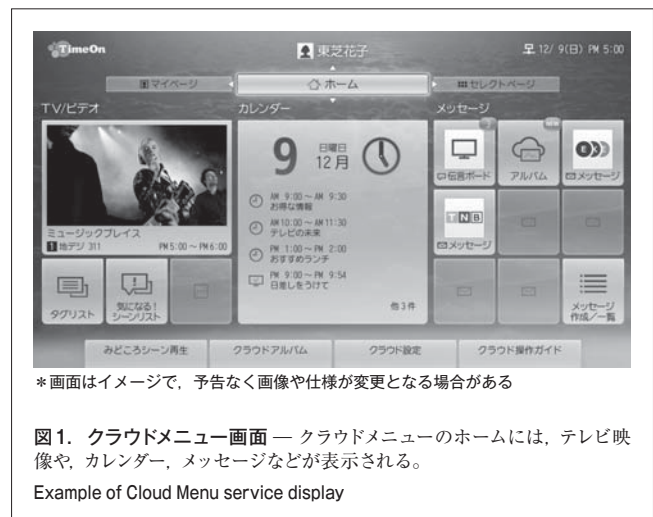 TimeOn
東芝花子
12/ 9(日) PM 5:00
マイページ
ホーム
セレクトページ
TV/ビデオ
カレンダー
メッセージ
ミュージックプレイス
1 地デジ 311
PM 5:00 ～ PM 6:00
タグリスト
気になる!
シーンリスト
9
日曜日
12月
AM 9:00 ～ AM 9:30
お得な情報
AM 10:00 ～ AM 11:30
テレビの未来
PM 1:00 ～ PM 2:00
おすすめランチ
PM 9:00 ～ PM 9:54
日差しをうけて
他3件
伝言ボード
アルバム
メッセージ
TNB
メッセージ
メッセージ
作成/一覧
みどころシーン再生
クラウドアルバム
クラウド設定
クラウド操作ガイド
*画面はイメージで，予告なく画像や仕様が変更となる場合がある
図1. クラウドメニュー画面 — クラウドメニューのホームには，テレビ映
像や，カレンダー，メッセージなどが表示される。
Example of Cloud Menu service display